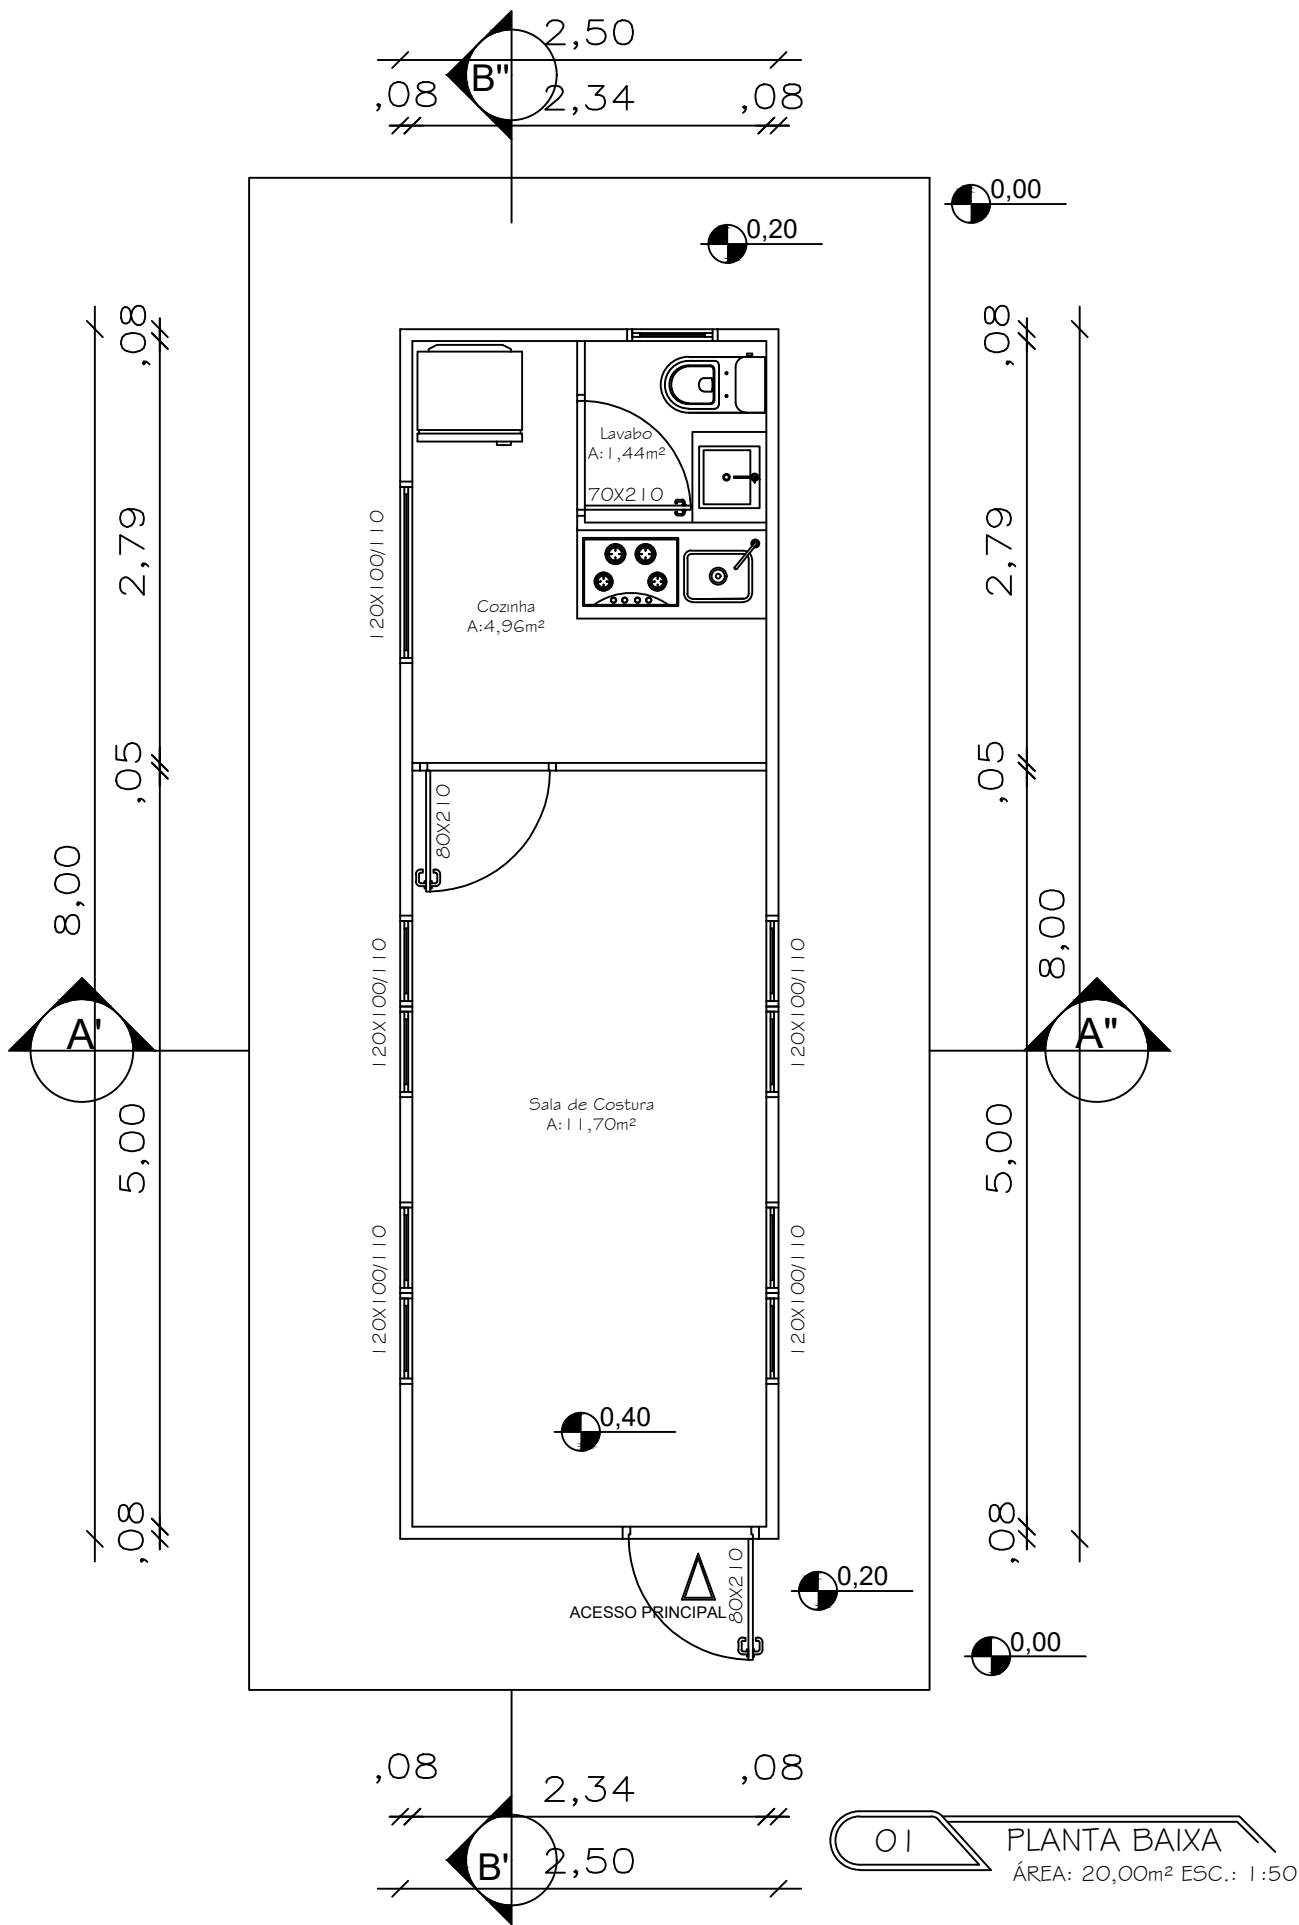 2,50
B"
,08
2,34
,08
0,00
0,20
,08
,08
Lavabo
A:1,44m²
70X210
2,79
120X100/110
2,79
Cozinha
A:4,96m²
,05
,05
80X210
8,00
8,00
120X100/110
120X100/110
A'
A"
Sala de Costura
A:11,70m²
5,00
5,00
120X100/110
120X100/110
0,40
,08
,08
80X210
0,20
ACESSO PRINCIPAL
0,00
,08
2,34
,08
B'
2,50
01
PLANTA BAIXA
ÁREA: 20,00m² ESC.: 1:50